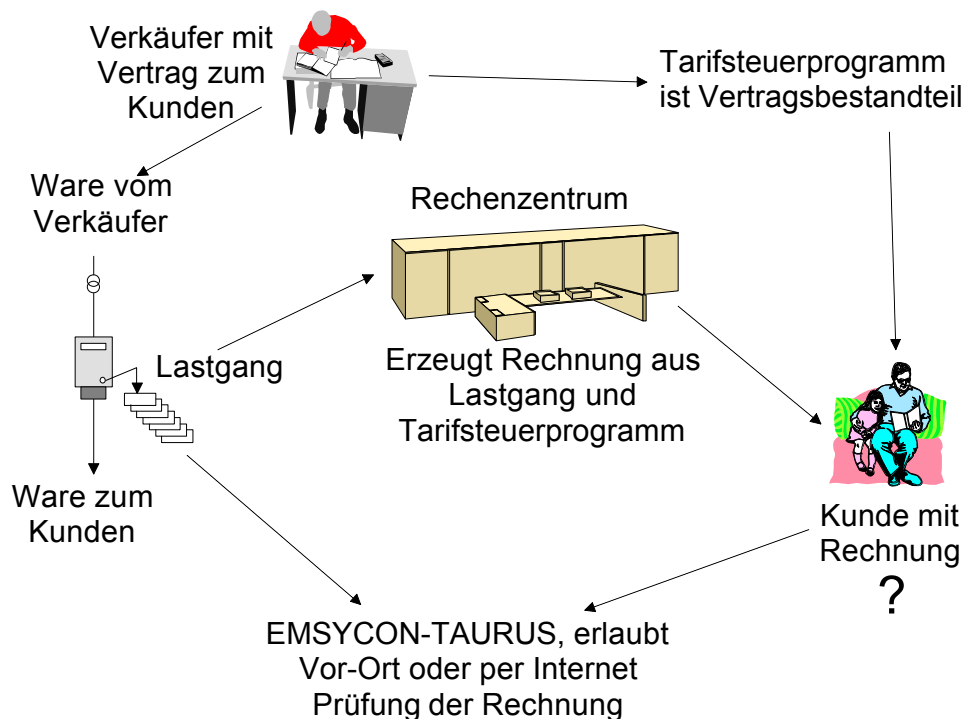 Verkäufer mit
Vertrag zum
Kunden
Tarifsteuerprogramm
ist Vertragsbestandteil
Ware vom
Verkäufer
Rechenzentrum
Lastgang
Erzeugt Rechnung aus
Lastgang und
Tarifsteuerprogramm
Ware zum
Kunden
Kunde mit
Rechnung
?
EMSYCON-TAURUS, erlaubt
Vor-Ort oder per Internet
Prüfung der Rechnung